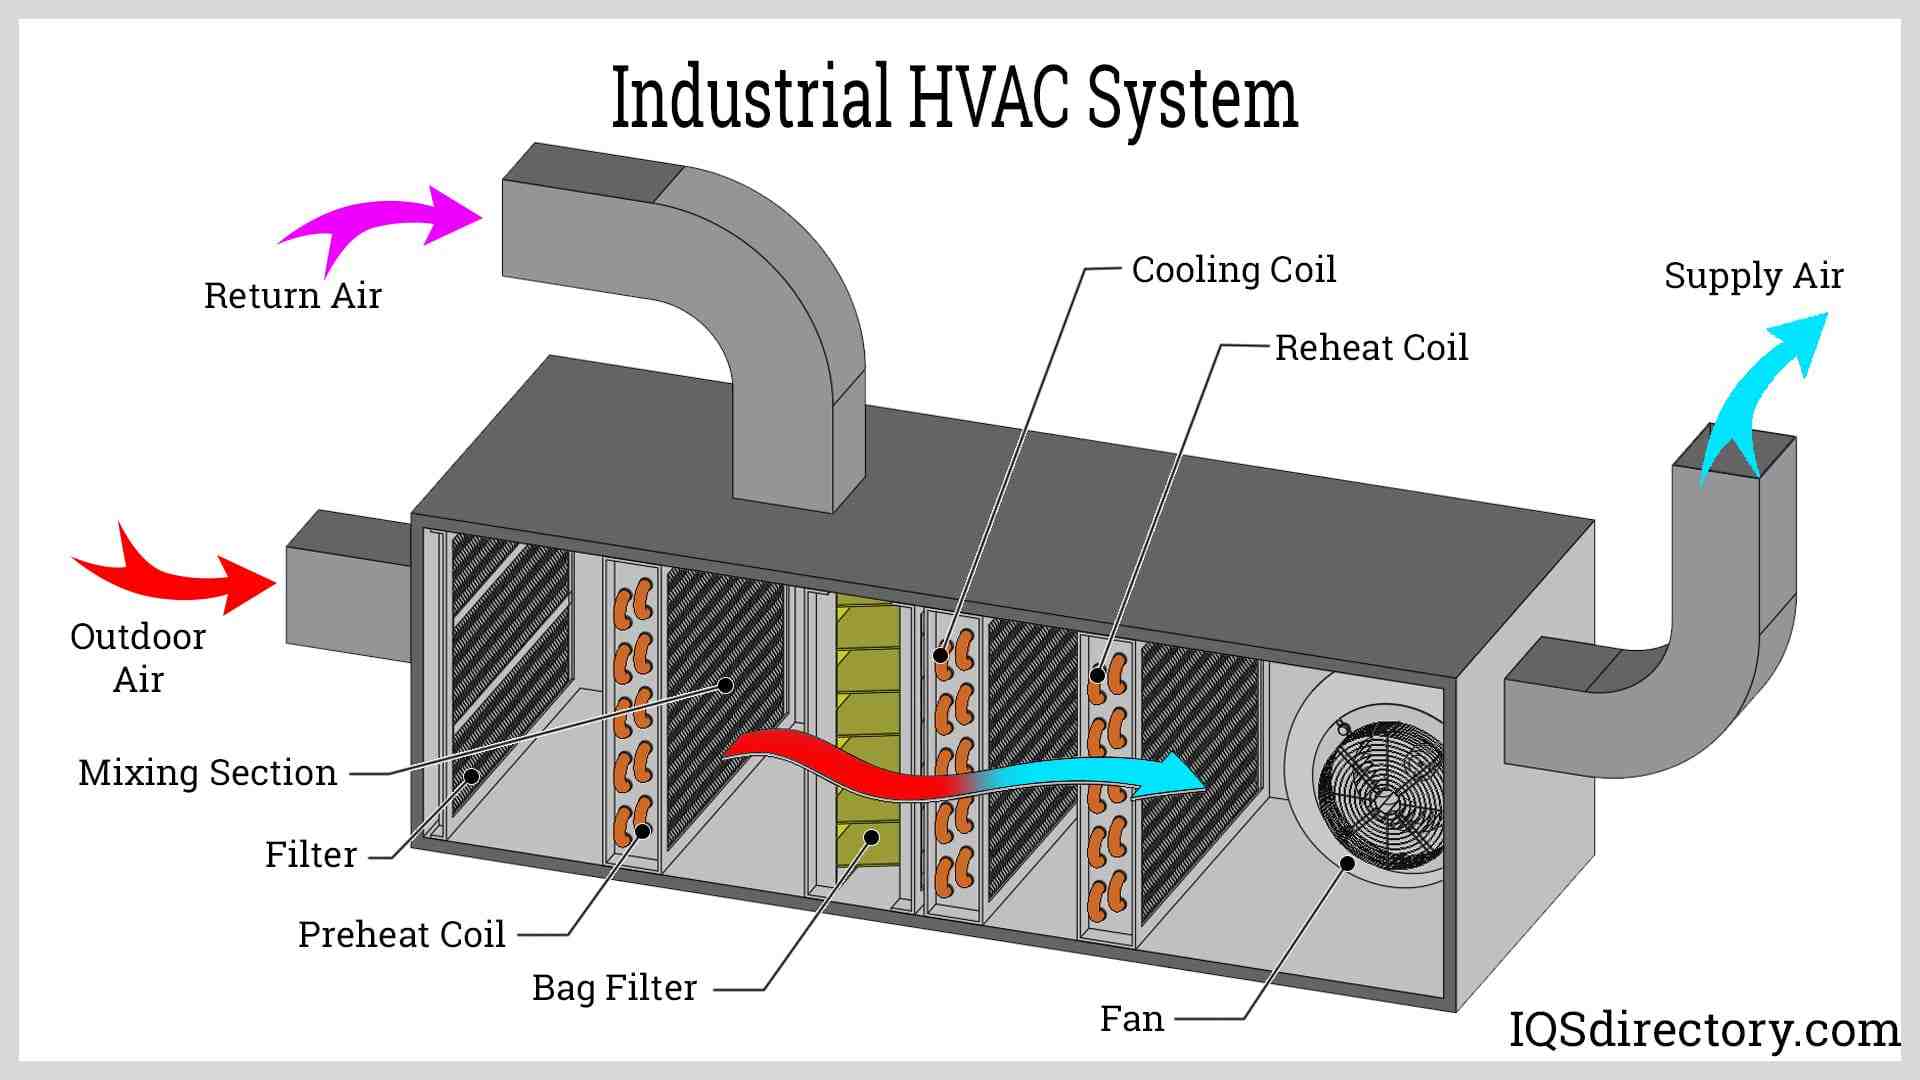 Industrial HVAC System
Return Air
Cooling Coil
Supply Air
Reheat Coil
Outdoor
Air
Mixing Section
Filter
Preheat Coil
Bag Filter
Fan
IQSdirectory.com